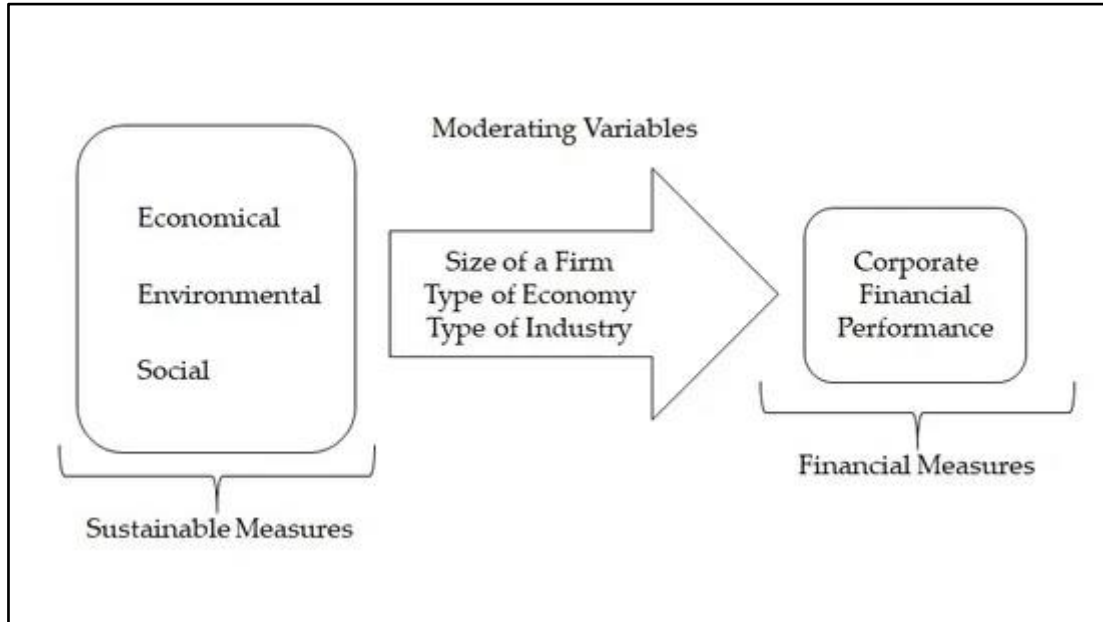 Moderating Variables
Economical
Environmental
Social
Size of a Firm
Type of Economy
Type of Industry
Corporate
Financial
Performance
Sustainable Measures
Financial Measures